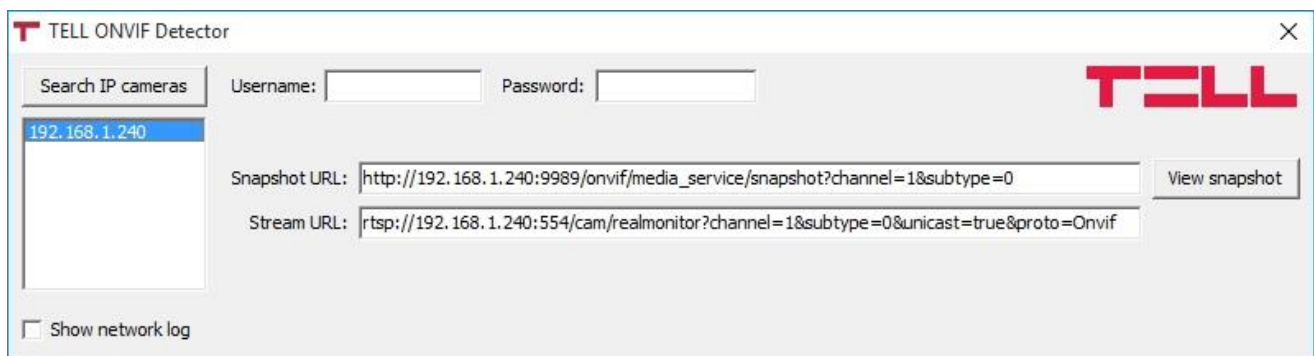 TELL ONVIF Detector
Search IP cameras
Username:
Password:
TELL
192.168.1.240
Snapshot URL: http://192.168.1.240:9989/onvif/media_service/snapshot?channel=1&subtype=0
View snapshot
Stream URL: rtsp://192.168.1.240:554/cam/realmonitor?channel=1&subtype=0&unicast=true&proto=Onvif
Show network log